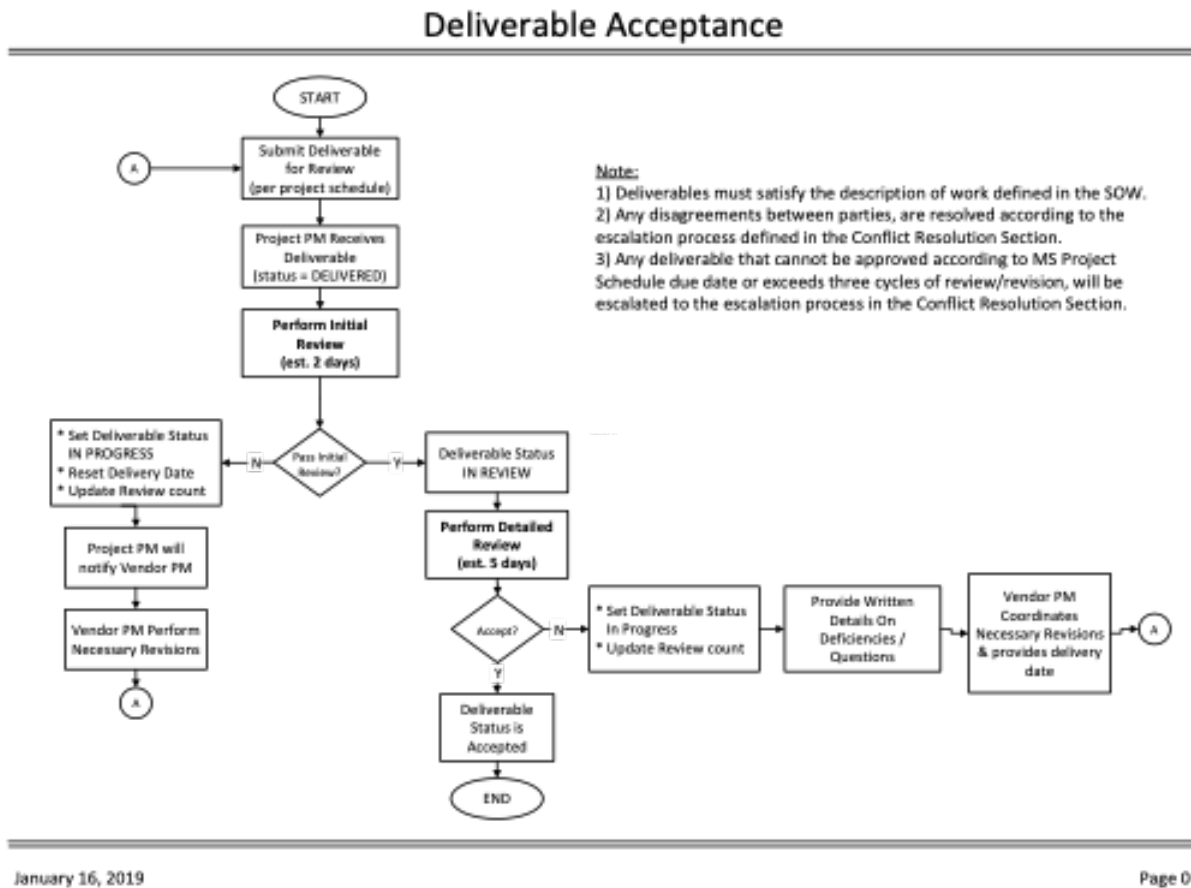 Deliverable Acceptance
START
A
Submit Deliverable
for Review
(per project schedule)
Note:
1) Deliverables must satisfy the description of work defined in the SOW.
2) Any disagreements between parties, are resolved according to the
escalation process defined in the Conflict Resolution Section.
3) Any deliverable that cannot be approved according to MS Project
Schedule due date or exceeds three cycles of review/revision, will be
escalated to the escalation process in the Conflict Resolution Section.
Project PM Receives
Deliverable
(status = DELIVERED)
Perform Initial
Review
(est. 2 days)
Pass Initial
Review?
N
Y
* Set Deliverable Status
IN PROGRESS
* Reset Delivery Date
* Update Review count
Project PM will
notify Vendor PM
Vendor PM Perform
Necessary Revisions
A
Deliverable Status
IN REVIEW
Perform Detailed
Review
(est. 5 days)
Accept?
N
Y
* Set Deliverable Status
In Progress
* Update Review count
Provide Written
Details On
Deficiencies /
Questions
Vendor PM
Coordinates
Necessary Revisions
& provides delivery
date
A
Deliverable
Status is
Accepted
END
January 16, 2019
Page 0